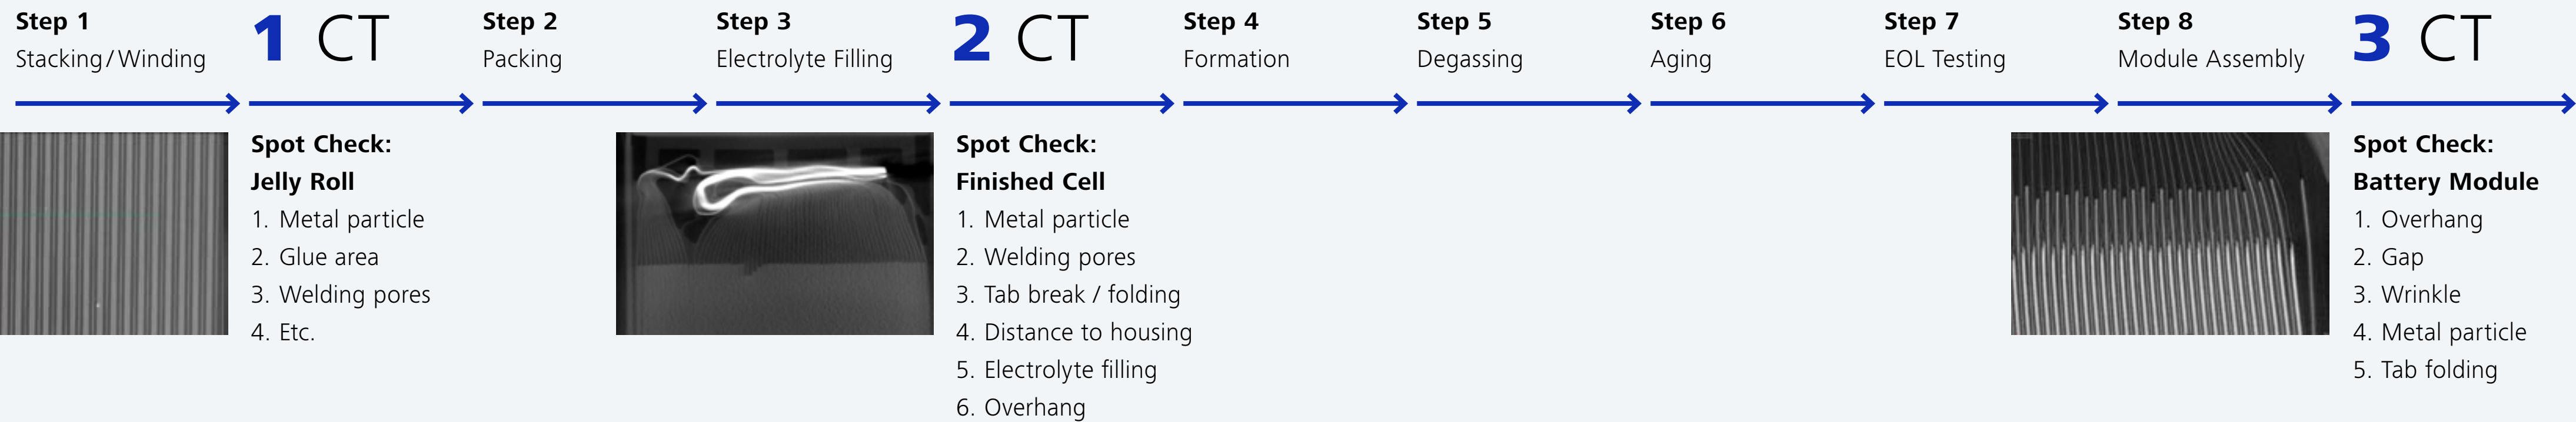 Step 1
Stacking/Winding
1 CT
Step 2
Packing
Step 3
Electrolyte Filling
2 CT
Step 4
Formation
Step 5
Degassing
Step 6
Aging
Step 7
EOL Testing
Step 8
Module Assembly
3 CT
Spot Check:
Jelly Roll
1. Metal particle
2. Glue area
3. Welding pores
4. Etc.
Spot Check:
Finished Cell
1. Metal particle
2. Welding pores
3. Tab break / folding
4. Distance to housing
5. Electrolyte filling
6. Overhang
Spot Check:
Battery Module
1. Overhang
2. Gap
3. Wrinkle
4. Metal particle
5. Tab folding